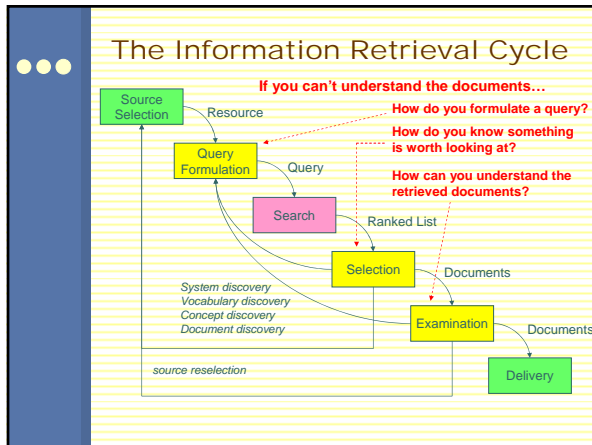 The Information Retrieval Cycle
If you can't understand the documents…
Source
Selection
Resource
How do you formulate a query?
How do you know something
is worth looking at?
Query
Formulation
Query
How can you understand the
retrieved documents?
Search
Ranked List
Selection
Documents
System discovery
Vocabulary discovery
Concept discovery
Document discovery
Examination
Documents
source reselection
Delivery